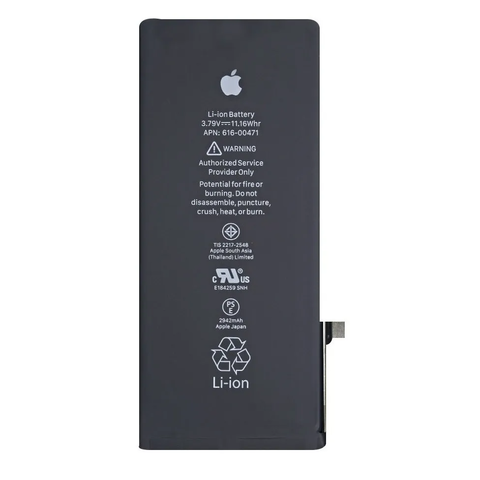 Li-ion Battery
3.79V⎓11.16Whr
APN: 616-00471
WARNING
Authorized Service
Provider Only
Potential for fire or
burning. Do not
disassemble, puncture,
crush, heat, or burn.
TIS 2217-2548
Apple South Asia
(Thailand) Limited
c RU® US
E184259 SNH
PS
E
2942mAh
Apple Japan
Li-ion